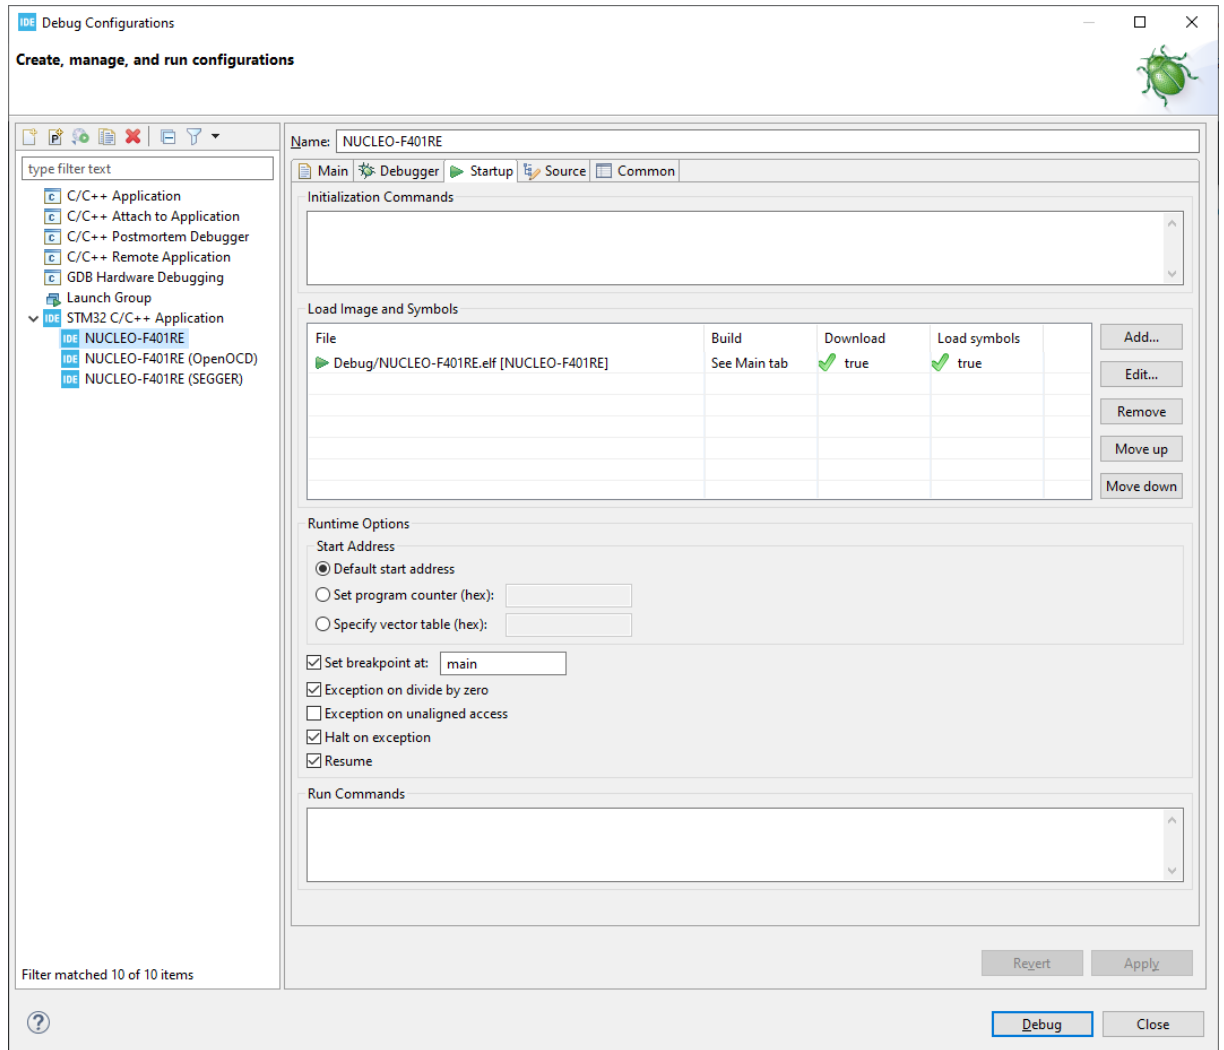 IDE Debug Configurations
Create, manage, and run configurations
type filter text
C/C++ Application
C/C++ Attach to Application
C/C++ Postmortem Debugger
C/C++ Remote Application
GDB Hardware Debugging
Launch Group
IDE STM32 C/C++ Application
IDE NUCLEO-F401RE
IDE NUCLEO-F401RE (OpenOCD)
IDE NUCLEO-F401RE (SEGGER)
Filter matched 10 of 10 items
Name: NUCLEO-F401RE
Main Debugger Startup Source Common
Initialization Commands
Load Image and Symbols
File Build Download Load symbols
Debug/NUCLEO-F401RE.elf [NUCLEO-F401RE] See Main tab true true
Add...
Edit...
Remove
Move up
Move down
Runtime Options
Start Address
Default start address
Set program counter (hex):
Specify vector table (hex):
Set breakpoint at: main
Exception on divide by zero
Exception on unaligned access
Halt on exception
Resume
Run Commands
Revert Apply
? Debug Close